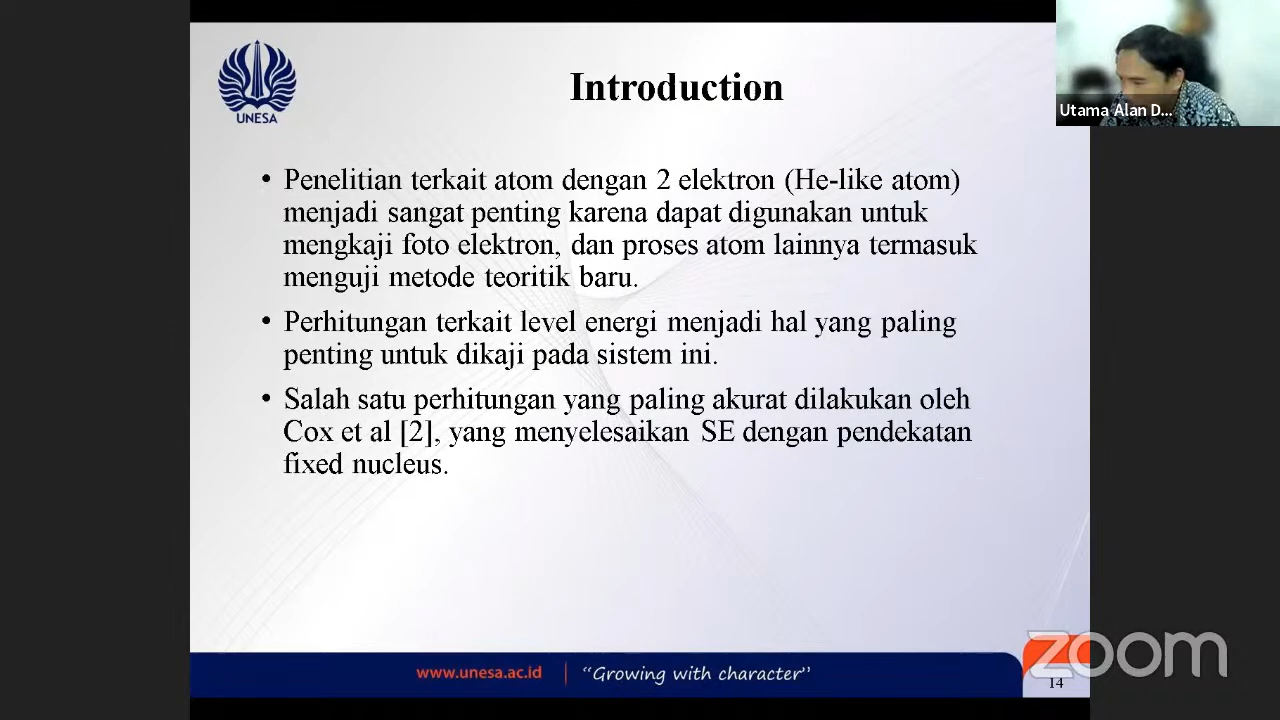 UNESA
Introduction
Utama Alan D...
• Penelitian terkait atom dengan 2 elektron (He-like atom)
menjadi sangat penting karena dapat digunakan untuk
mengkaji foto elektron, dan proses atom lainnya termasuk
menguji metode teoritik baru.
• Perhitungan terkait level energi menjadi hal yang paling
penting untuk dikaji pada sistem ini.
• Salah satu perhitungan yang paling akurat dilakukan oleh
Cox et al [2], yang menyelesaikan SE dengan pendekatan
fixed nucleus.
www.unesa.ac.id | “Growing with character”
zoom
14